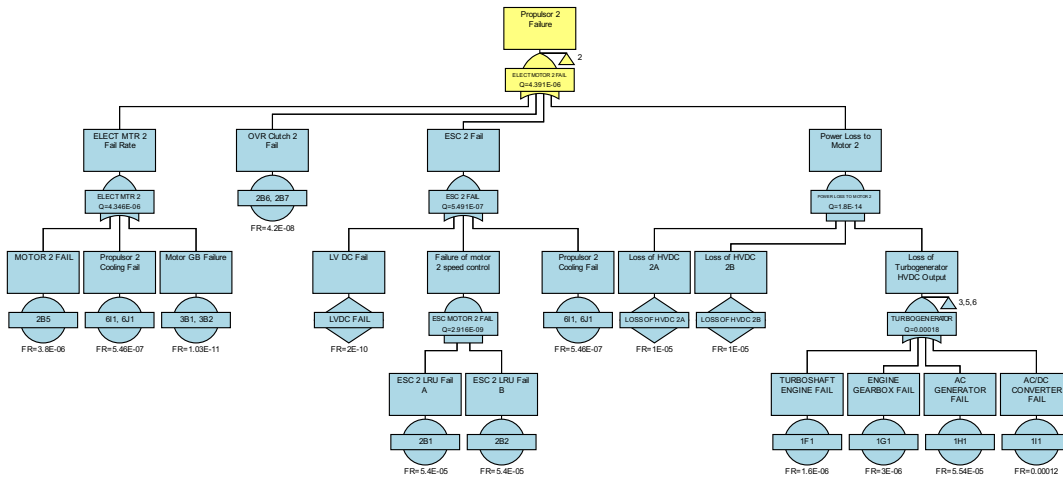 Propulsor 2
Failure
2
ELECT MOTOR 2 FAIL
Q=4.391E-06
ELECT MTR 2
Fail Rate
OVR Clutch 2
Fail
ESC 2 Fail
Power Loss to
Motor 2
ELECT MTR 2
Q=4.346E-06
2B6, 2B7
FR=4.2E-08
ESC 2 FAIL
Q=5.491E-07
POWER LOSS TO MOTOR 2
Q=1.8E-14
MOTOR 2 FAIL
Propulsor 2
Cooling Fail
Motor GB Failure
LV DC Fail
Failure of motor
2 speed control
Propulsor 2
Cooling Fail
Loss of HVDC
2A
Loss of HVDC
2B
Loss of
Turbogenerator
HVDC Output
3,5,6
2B5
FR=3.8E-06
6I1, 6J1
FR=5.46E-07
3B1, 3B2
FR=1.03E-11
LVDC FAIL
FR=2E-10
ESC MOTOR 2 FAIL
Q=2.916E-09
6I1, 6J1
FR=5.46E-07
LOSS OF HVDC 2A
FR=1E-05
LOSS OF HVDC 2B
FR=1E-05
TURBOGENERATOR
Q=0.00018
ESC 2 LRU Fail
A
ESC 2 LRU Fail
B
TURBOSHAFT
ENGINE FAIL
ENGINE
GEARBOX FAIL
AC
GENERATOR
FAIL
AC/DC
CONVERTER
FAIL
2B1
FR=5.4E-05
2B2
FR=5.4E-05
1F1
FR=1.6E-06
1G1
FR=3E-06
1H1
FR=5.54E-05
1I1
FR=0.00012